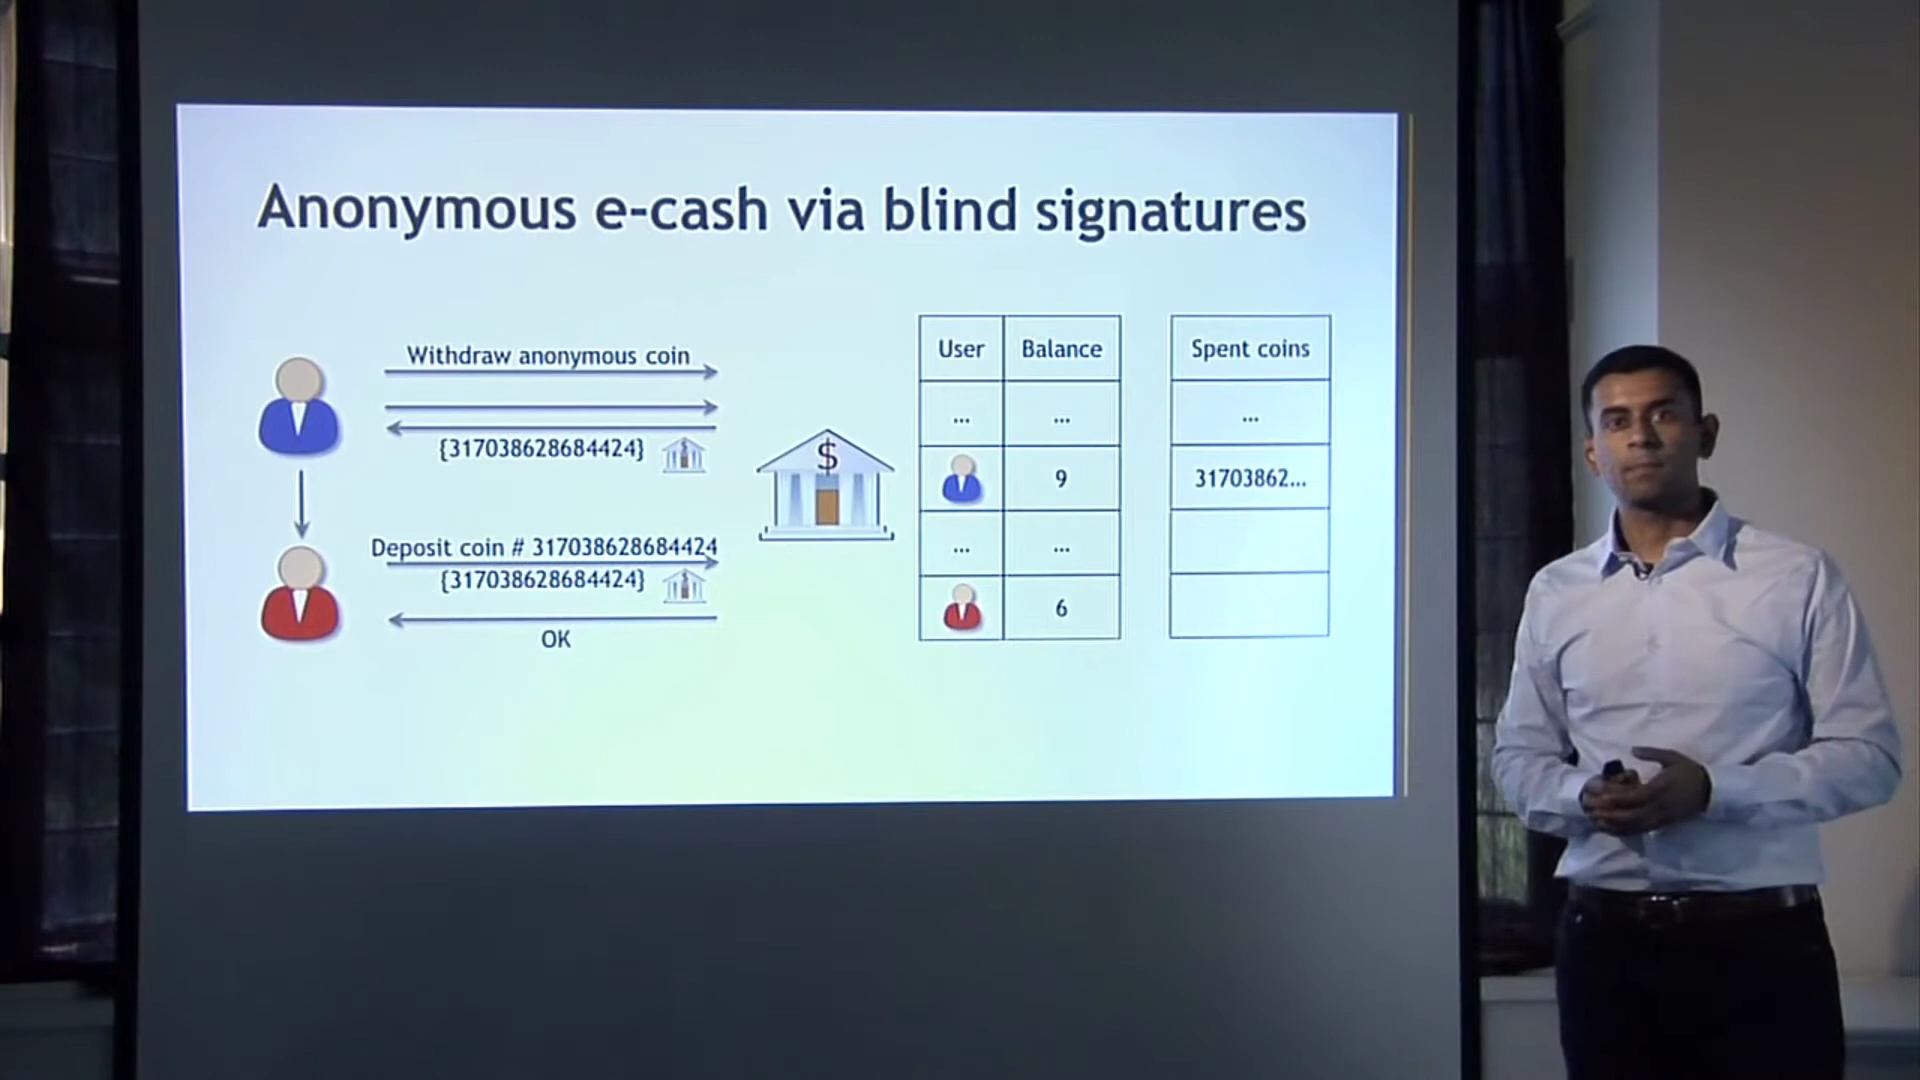 Anonymous e-cash via blind signatures
Withdraw anonymous coin
{317038628684424}
$
Deposit coin # 317038628684424
{317038628684424}
OK
User Balance
... ...
9
... ...
6
Spent coins
...
31703862...